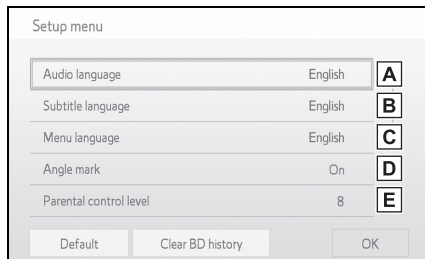 Setup menu
Audio language English A
Subtitle language English B
Menu language English C
Angle mark On D
Parental control level 8 E
Default Clear BD history OK